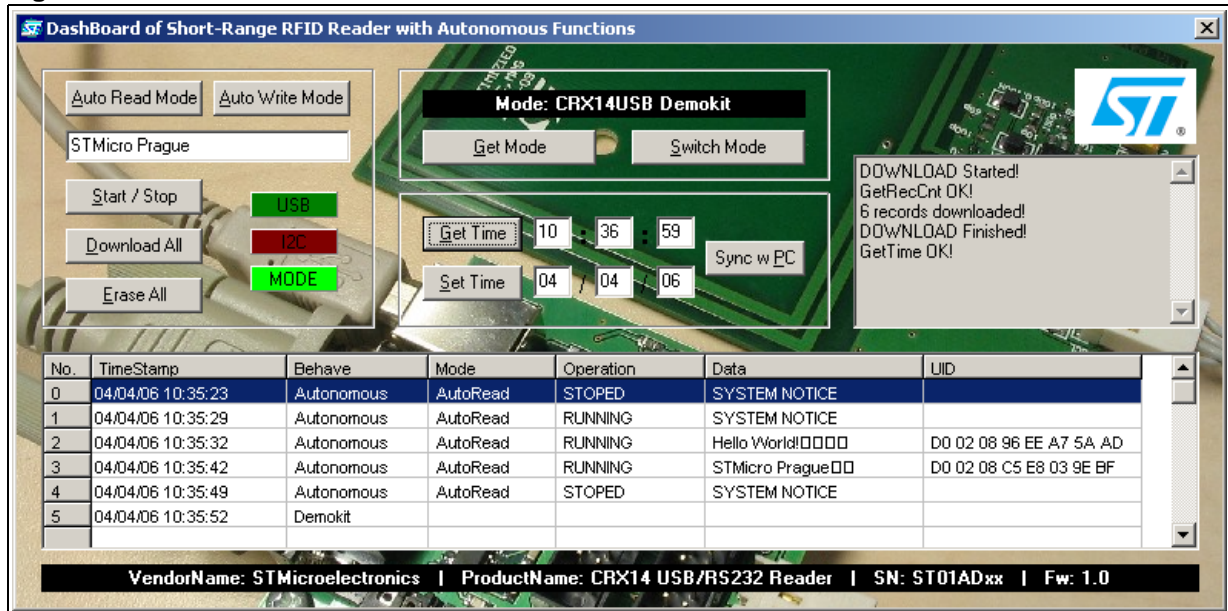 DashBoard of Short-Range RFID Reader with Autonomous Functions
Auto Read Mode Auto Write Mode
STMicro Prague
Start / Stop
Download All
Erase All
USB
I2C
MODE
Mode: CRX14USB Demokit
Get Mode Switch Mode
Get Time 10 : 36 : 59
Set Time 04 / 04 / 06
Sync w PC
ST
DOWNLOAD Started!
GetRecCnt OK!
6 records downloaded!
DOWNLOAD Finished!
GetTime OK!
No. TimeStamp Behave Mode Operation Data UID
0 04/04/06 10:35:23 Autonomous AutoRead STOPED SYSTEM NOTICE
1 04/04/06 10:35:29 Autonomous AutoRead RUNNING
2 04/04/06 10:35:32 Autonomous AutoRead RUNNING Hello World!▯▯▯▯ D0 02 08 96 EE A7 5A AD
3 04/04/06 10:35:42 Autonomous AutoRead RUNNING STMicro Prague▯▯ D0 02 08 C5 E8 03 9E BF
4 04/04/06 10:35:49 Autonomous AutoRead STOPED SYSTEM NOTICE
5 04/04/06 10:35:52 Demokit
VendorName: STMicroelectronics | ProductName: CRX14 USB/RS232 Reader | SN: ST01ADxx | Fw: 1.0